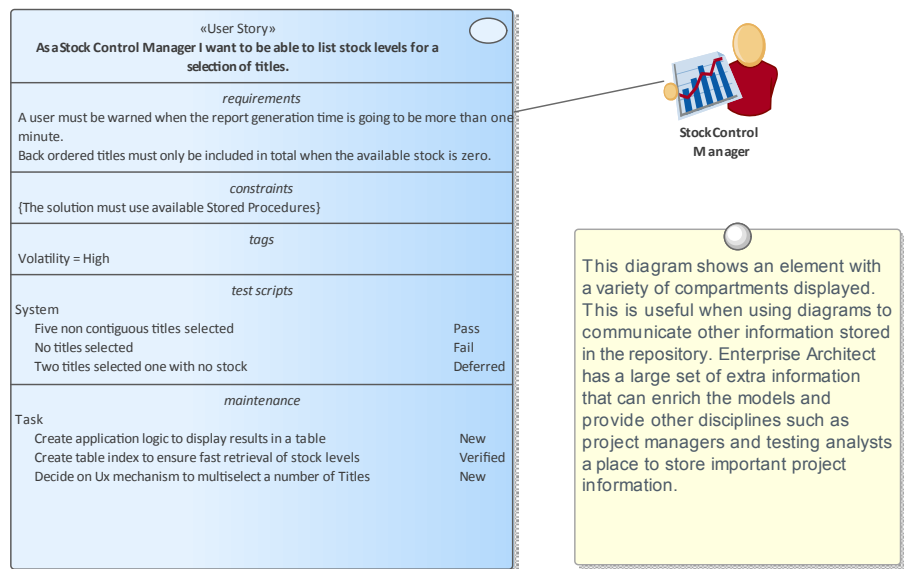 «User Story»
As a Stock Control Manager I want to be able to list stock levels for a
selection of titles.
requirements
A user must be warned when the report generation time is going to be more than one
minute.
Back ordered titles must only be included in total when the available stock is zero.
constraints
{The solution must use available Stored Procedures}
tags
Volatility = High
test scripts
System
Five non contiguous titles selected Pass
No titles selected Fail
Two titles selected one with no stock Deferred
maintenance
Task
Create application logic to display results in a table New
Create table index to ensure fast retrieval of stock levels Verified
Decide on Ux mechanism to multiselect a number of Titles New
Stock Control
Manager
This diagram shows an element with
a variety of compartments displayed.
This is useful when using diagrams to
communicate other information stored
in the repository. Enterprise Architect
has a large set of extra information
that can enrich the models and
provide other disciplines such as
project managers and testing analysts
a place to store important project
information.